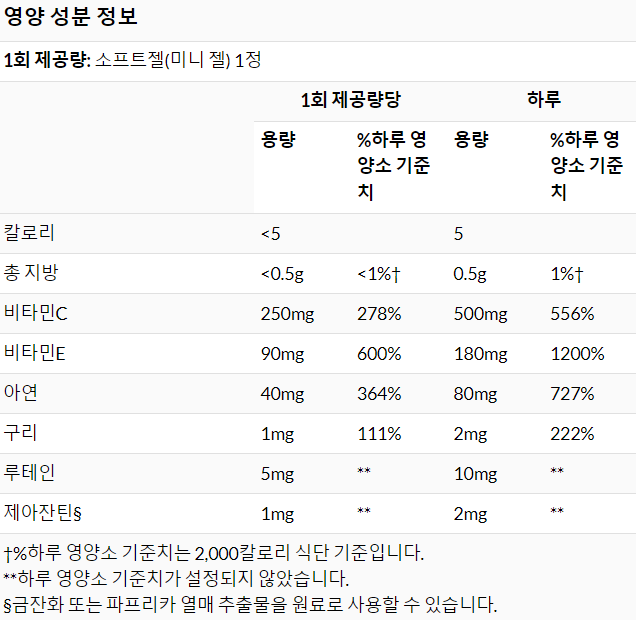 영양 성분 정보
1회 제공량: 소프트젤(미니 젤) 1정
1회 제공량당 하루
용량 %하루 영양소 기준치 용량 %하루 영양소 기준치
칼로리 <5 5
총 지방 <0.5g <1%† 0.5g 1%†
비타민C 250mg 278% 500mg 556%
비타민E 90mg 600% 180mg 1200%
아연 40mg 364% 80mg 727%
구리 1mg 111% 2mg 222%
루테인 5mg ** 10mg **
제아잔틴§ 1mg ** 2mg **
†%하루 영양소 기준치는 2,000칼로리 식단 기준입니다.
**하루 영양소 기준치가 설정되지 않았습니다.
§금잔화 또는 파프리카 열매 추출물을 원료로 사용할 수 있습니다.